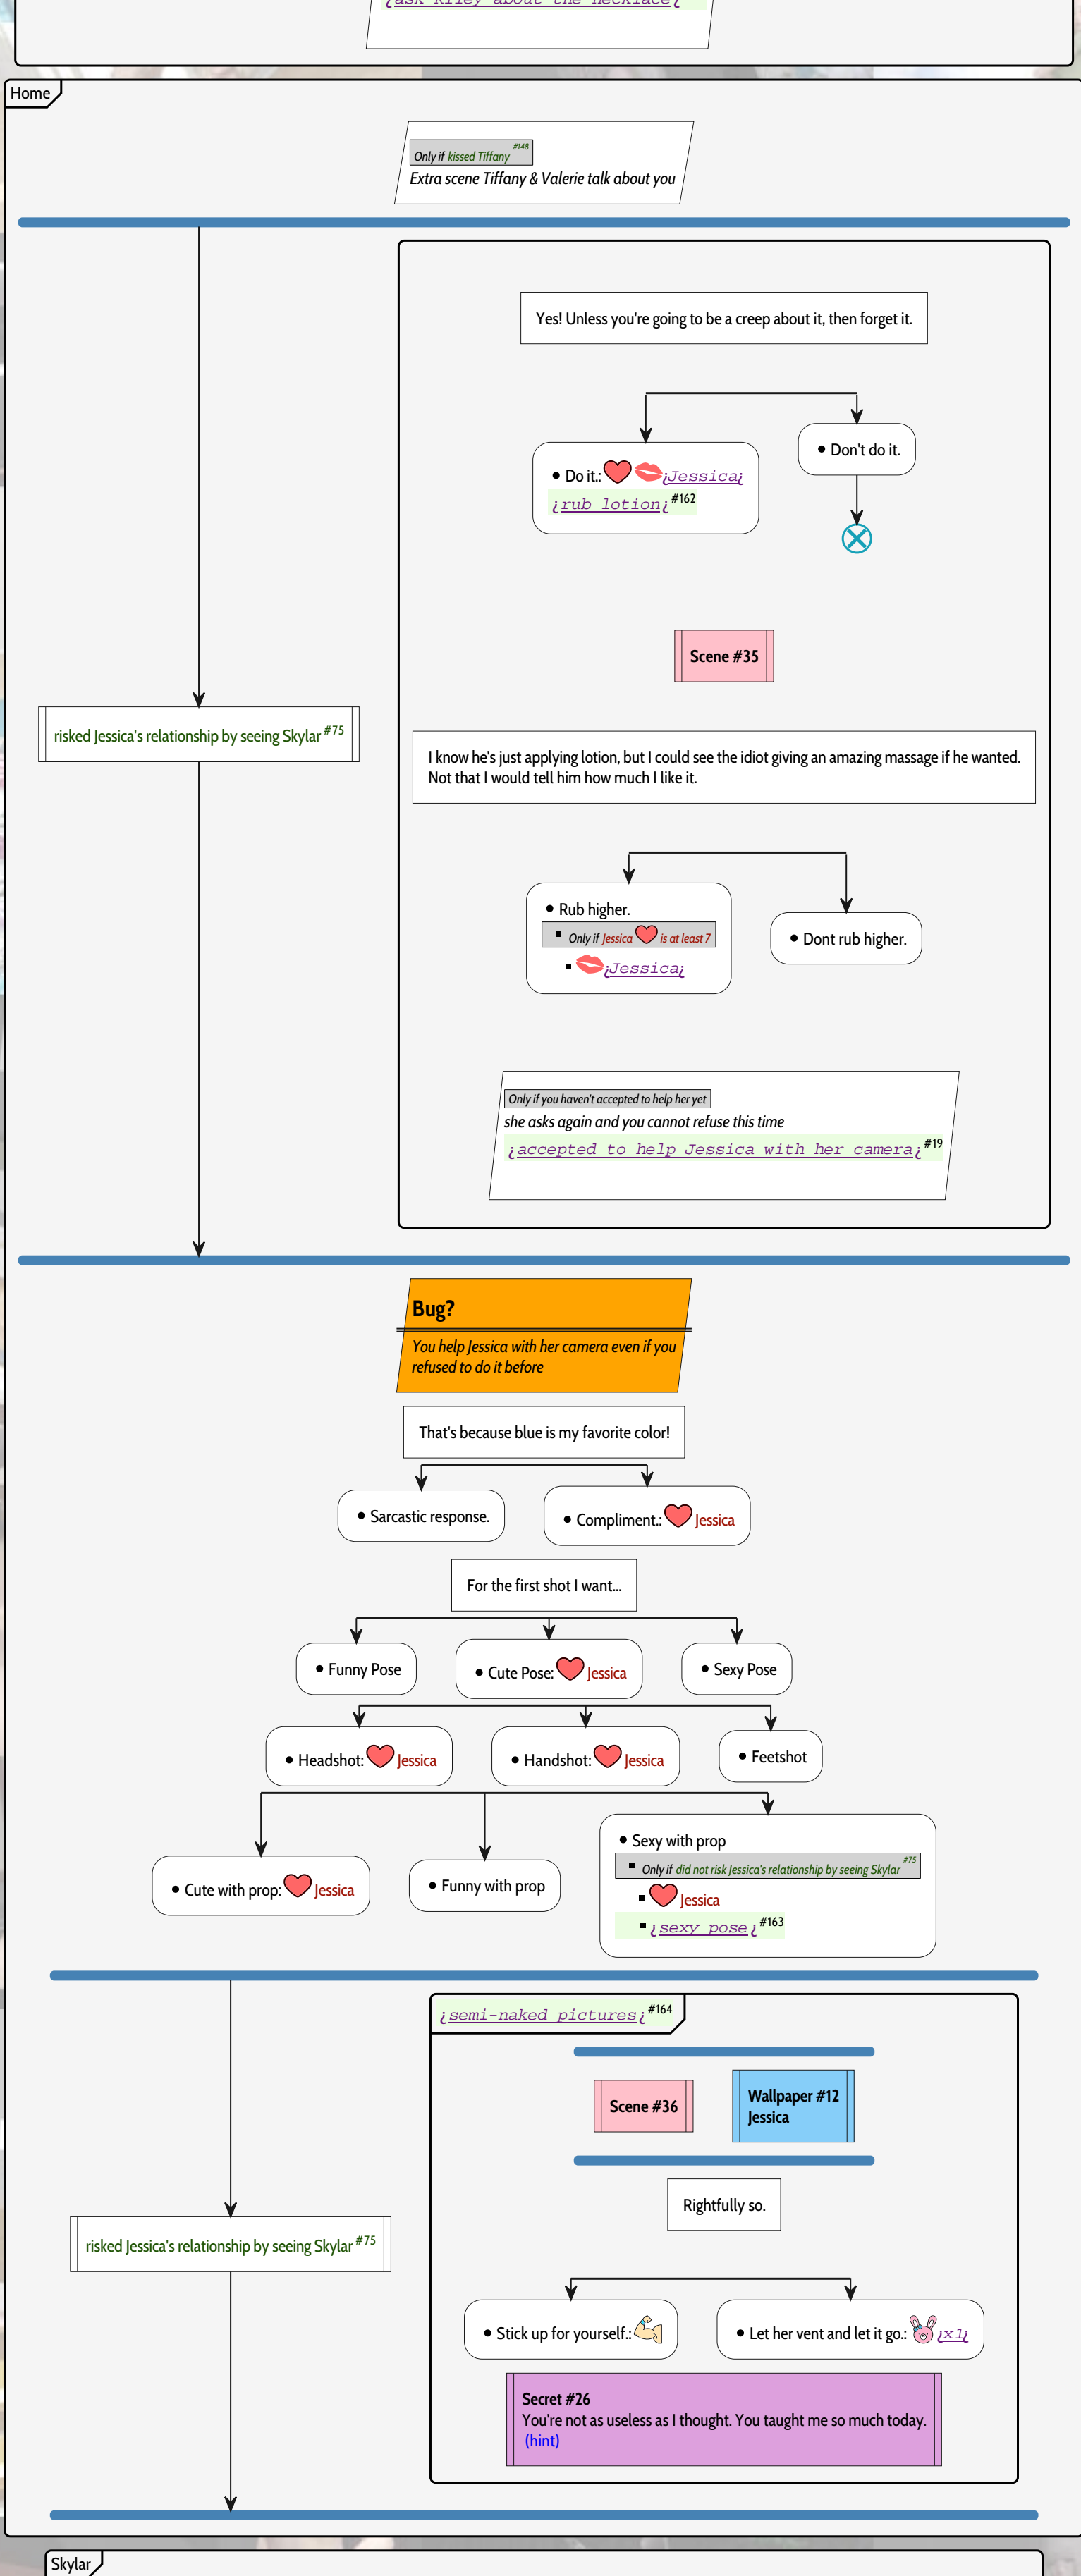 ¿ask Riley about the necklace¿
Home
Only if kissed Tiffany #148
Extra scene Tiffany & Valerie talk about you
Yes! Unless you're going to be a creep about it, then forget it.
• Do it.: ¿Jessica¿
¿rub lotion¿ #162
• Don't do it.
Scene #35
risked Jessica's relationship by seeing Skylar #75
I know he's just applying lotion, but I could see the idiot giving an amazing massage if he wanted.
Not that I would tell him how much I like it.
• Rub higher.
▪ Only if Jessica is at least 7
▪ ¿Jessica¿
• Dont rub higher.
Only if you haven't accepted to help her yet
she asks again and you cannot refuse this time
¿accepted to help Jessica with her camera¿ #19
Bug?
You help Jessica with her camera even if you
refused to do it before
That's because blue is my favorite color!
• Sarcastic response.
• Compliment.: Jessica
For the first shot I want...
• Funny Pose
• Cute Pose: Jessica
• Sexy Pose
• Headshot: Jessica
• Handshot: Jessica
• Feetshot
• Cute with prop: Jessica
• Funny with prop
• Sexy with prop
▪ Only if did not risk Jessica's relationship by seeing Skylar #75
▪ Jessica
▪ ¿sexy pose¿ #163
¿semi-naked pictures¿ #164
Scene #36
Wallpaper #12
Jessica
Rightfully so.
risked Jessica's relationship by seeing Skylar #75
• Stick up for yourself.:
• Let her vent and let it go.: ¿x1¿
Secret #26
You're not as useless as I thought. You taught me so much today.
(hint)
Skylar